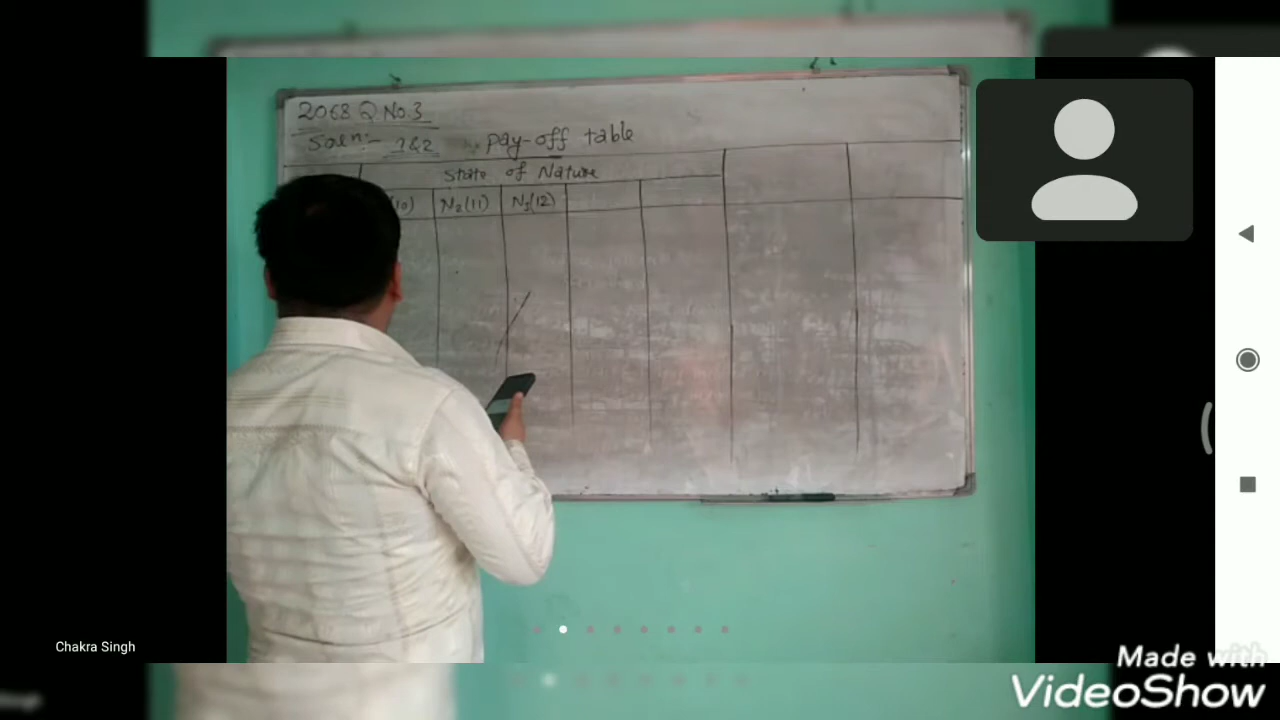 2068 Q.No.3
Soln:- 1&2 Pay-off table
State of Nature
(10) N₂(11) N₃(12)
Chakra Singh
Made with
VideoShow